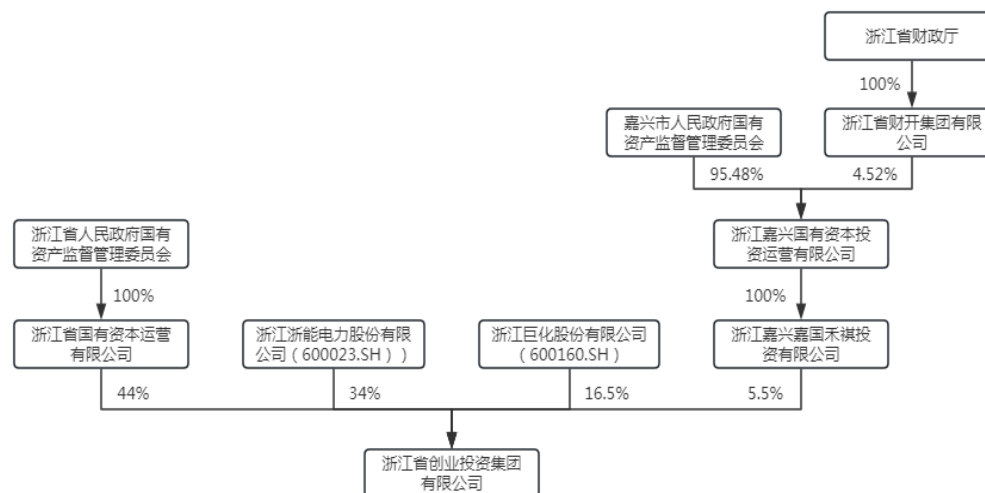 浙江省财政厅
100%
嘉兴市人民政府国有
资产监督管理委员会
浙江省财开集团有限
公司
95.48%
4.52%
浙江省人民政府国有
资产监督管理委员会
浙江嘉兴国有资本投
资运营有限公司
100%
100%
浙江省国有资本运营
有限公司
浙江浙能电力股份有限
公司（600023.SH））
浙江巨化股份有限公司
（600160.SH）
浙江嘉兴嘉国禾祺投
资有限公司
44%
34%
16.5%
5.5%
浙江省创业投资集团
有限公司